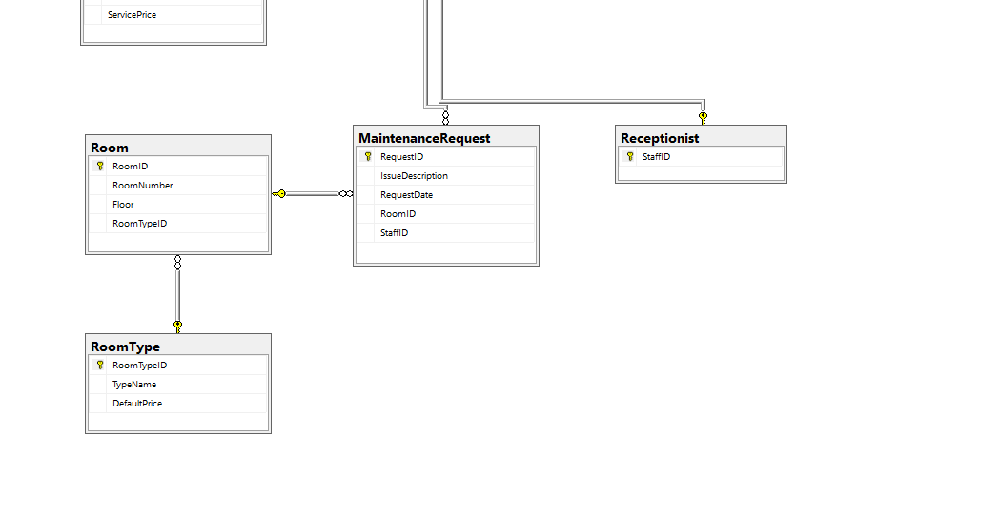 ServicePrice
Room
RoomID
RoomNumber
Floor
RoomTypeID
MaintenanceRequest
RequestID
IssueDescription
RequestDate
RoomID
StaffID
Receptionist
StaffID
RoomType
RoomTypeID
TypeName
DefaultPrice